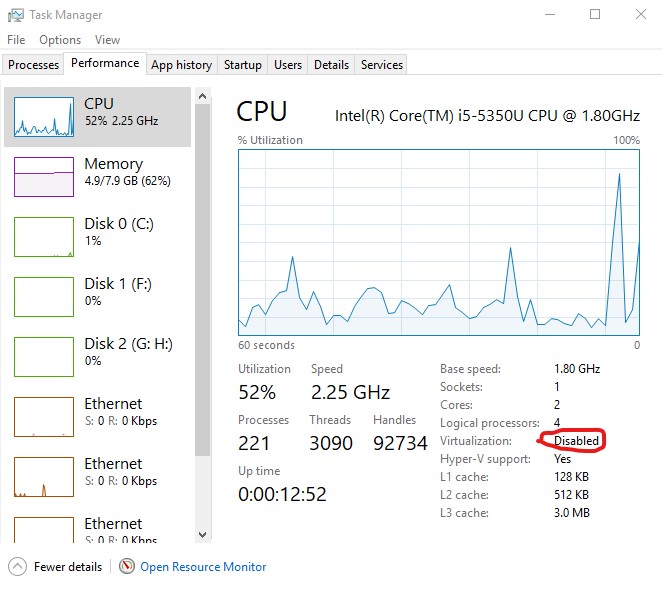 Task Manager
File Options View
Processes Performance App history Startup Users Details Services
CPU
52% 2.25 GHz
Memory
4.9/7.9 GB (62%)
Disk 0 (C:)
1%
Disk 1 (F:)
0%
Disk 2 (G: H:)
0%
Ethernet
S: 0 R: 0 Kbps
Ethernet
S: 0 R: 0 Kbps
Ethernet
S: 0 R: 0 Kbps
CPU Intel(R) Core(TM) i5-5350U CPU @ 1.80GHz
% Utilization 100%
60 seconds 0
Utilization Speed
52% 2.25 GHz
Processes Threads Handles
221 3090 92734
Up time
0:00:12:52
Base speed: 1.80 GHz
Sockets: 1
Cores: 2
Logical processors: 4
Virtualization: Disabled
Hyper-V support: Yes
L1 cache: 128 KB
L2 cache: 512 KB
L3 cache: 3.0 MB
Fewer details Open Resource Monitor